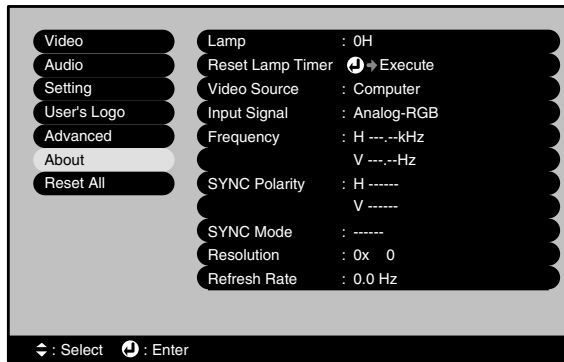 Video
Audio
Setting
User's Logo
Advanced
About
Reset All
Lamp : 0H
Reset Lamp Timer Execute
Video Source : Computer
Input Signal : Analog-RGB
Frequency : H ---.--kHz
V ---.--Hz
SYNC Polarity : H ------
V ------
SYNC Mode : ------
Resolution : 0x 0
Refresh Rate : 0.0 Hz
: Select : Enter